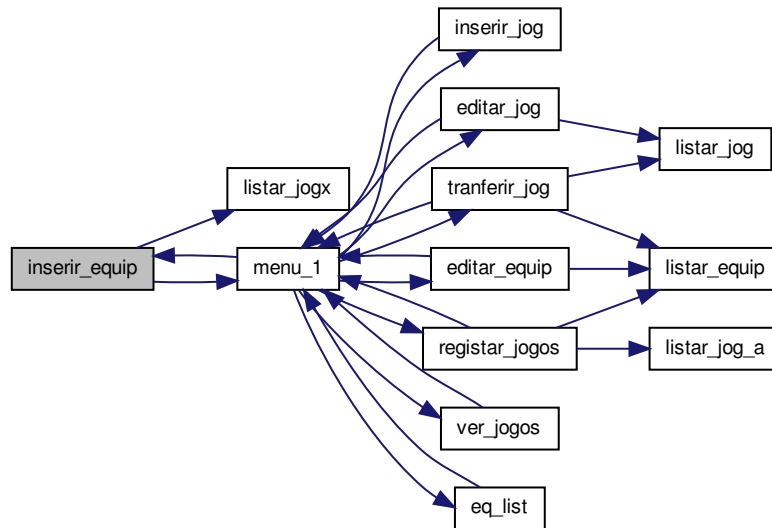 inserir_jog
editar_jog
listar_jog
listar_jogx
tranferir_jog
inserir_equip
menu_1
editar_equip
listar_equip
registar_jogos
listar_jog_a
ver_jogos
eq_list